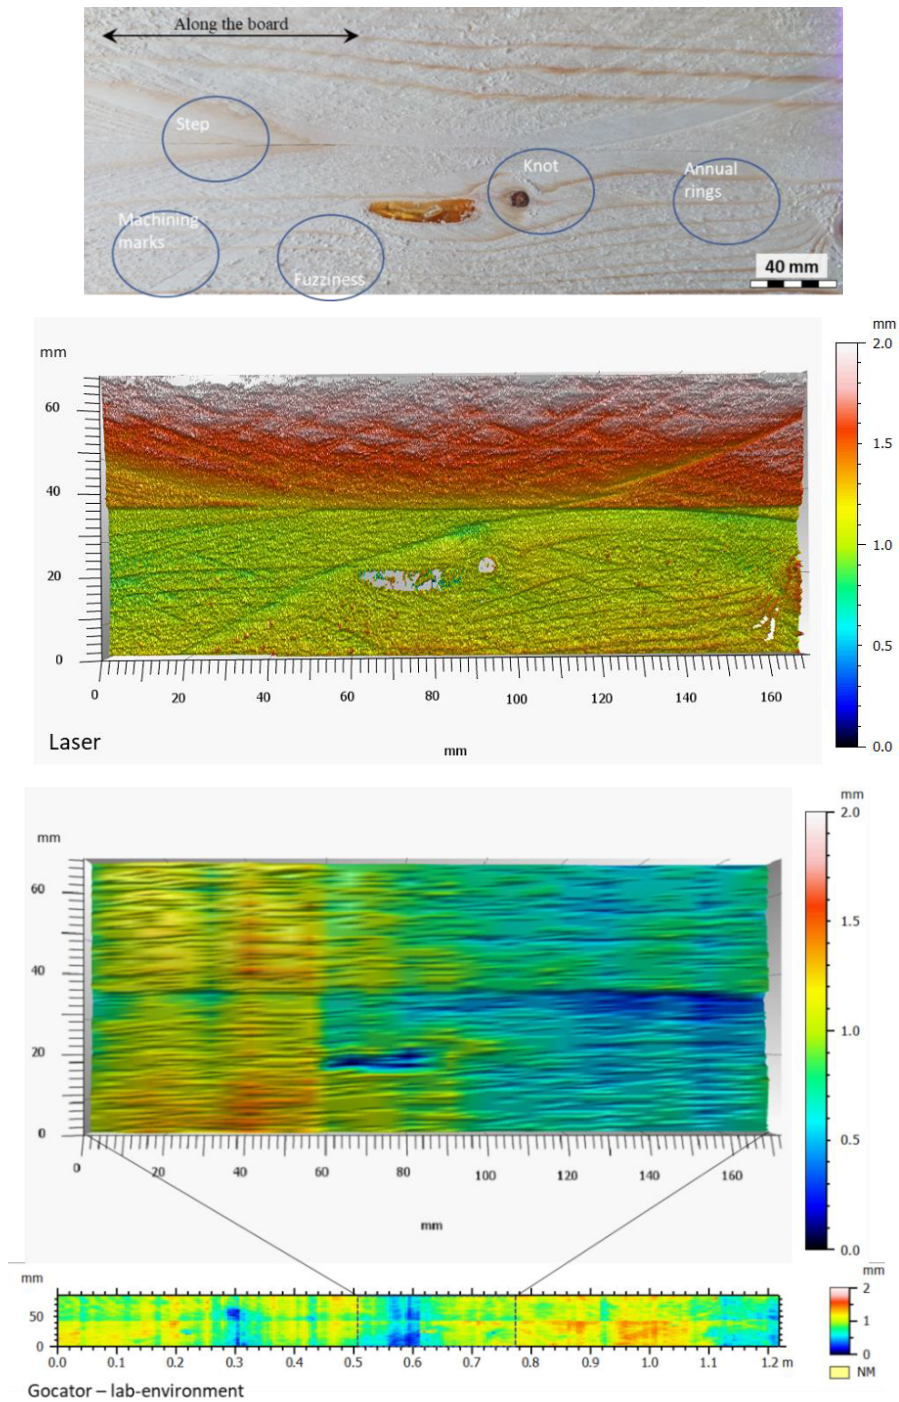 Along the board
Step
Knot
Annual
rings
Machining
marks
Fuzziness
40 mm
mm
mm
2.0
1.5
1.0
0.5
0.0
60
40
20
0
0 20 40 60 80 100 120 140 160
Laser
mm
mm
mm
2.0
1.5
1.0
0.5
0.0
60
40
20
0
0 20 40 60 80 100 120 140 160
mm
mm
mm
50
0
2
1
0
0.0 0.1 0.2 0.3 0.4 0.5 0.6 0.7 0.8 0.9 1.0 1.1 1.2 m
NM
Gocator – lab-environment